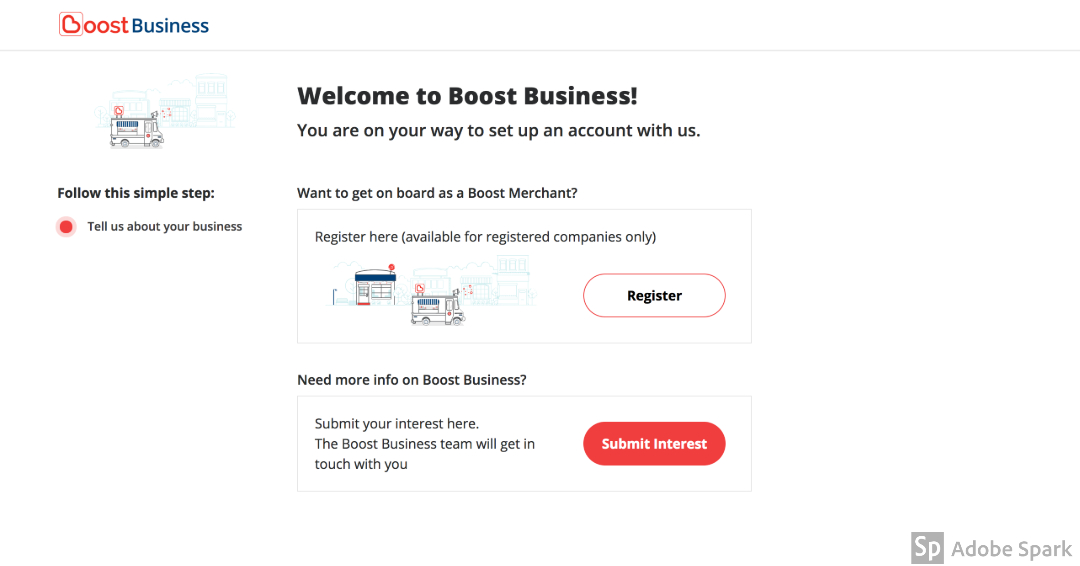 Boost Business
Welcome to Boost Business!
You are on your way to set up an account with us.
Follow this simple step:
Tell us about your business
Want to get on board as a Boost Merchant?
Register here (available for registered companies only)
Register
Need more info on Boost Business?
Submit your interest here.
The Boost Business team will get in
touch with you
Submit Interest
Sp Adobe Spark